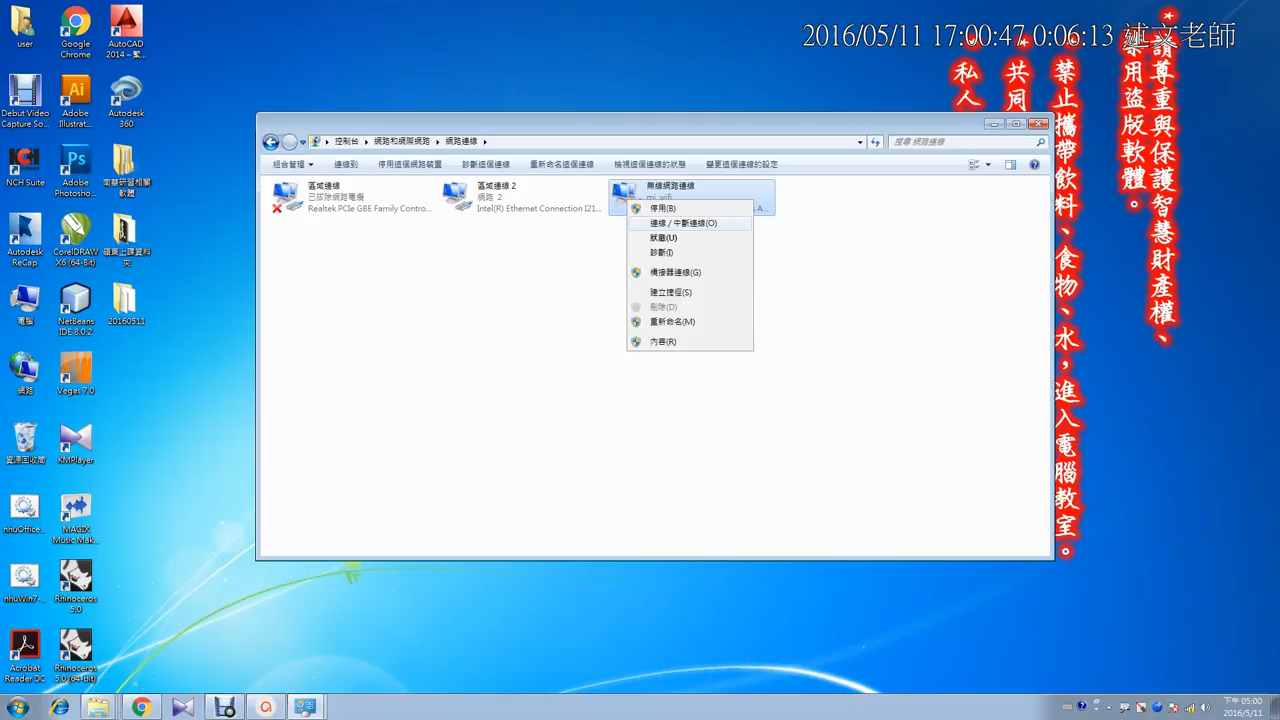 2016/05/11 17:00:47 0:06:13 述文老師
*請尊重與保護智慧財產權、
禁用盜版軟體。
禁止攜帶飲料、食物、水，進入電腦教室。
*共同
私人
user
Google
Chrome
AutoCAD
2014 – 繁...
Debut Video
Capture So...
Adobe
Illustrat...
Autodesk
360
NCH Suite
Adobe
Photosho...
軟體
Autodesk
ReCap
CorelDRAW
X6 (64-Bit)
夾
電腦
NetBeans
IDE 8.0.2
20160511
網路
Vegas 7.0
資源回收筒
KMPlayer
nhuOffice...
MAGIX
Music Mak...
nhuWin7-...
Rhinoceros
5.0
Acrobat
Reader DC
Rhinoceros
5.0 (64-bit)
控制台 ▸ 網路和網際網路 ▸ 網路連線 ▸
搜尋 網路連線
組合管理 ▾ 連線到 停用這個網路裝置 診斷這個連線 重新命名這個連線 檢視這個連線的狀態 變更這個連線的設定
區域連線
已拔除網路電纜
Realtek PCIe GBE Family Contro...
區域連線 2
網路 2
Intel(R) Ethernet Connection I21...
無線網路連線
mi_wifi
A...
停用(B)
連線 / 中斷連線(O)
狀態(U)
診斷(I)
橋接器連線(G)
建立捷徑(S)
刪除(D)
重新命名(M)
內容(R)
下午 05:00
2016/5/11